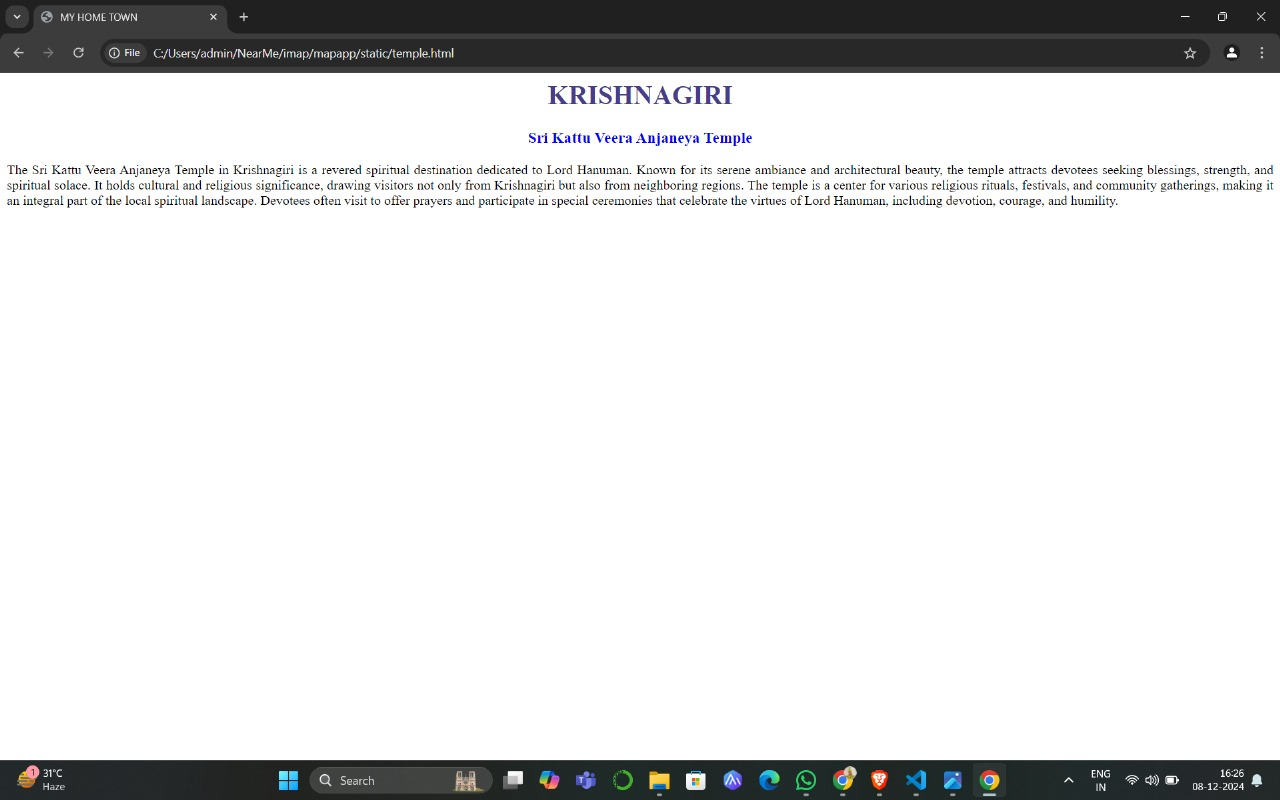 MY HOME TOWN
File
C:/Users/admin/NearMe/imap/mapapp/static/temple.html
KRISHNAGIRI
Sri Kattu Veera Anjaneya Temple
The Sri Kattu Veera Anjaneya Temple in Krishnagiri is a revered spiritual destination dedicated to Lord Hanuman. Known for its serene ambiance and architectural beauty, the temple attracts devotees seeking blessings, strength, and
spiritual solace. It holds cultural and religious significance, drawing visitors not only from Krishnagiri but also from neighboring regions. The temple is a center for various religious rituals, festivals, and community gatherings, making it
an integral part of the local spiritual landscape. Devotees often visit to offer prayers and participate in special ceremonies that celebrate the virtues of Lord Hanuman, including devotion, courage, and humility.
1
31°C
Haze
Search
ENG
IN
16:26
08-12-2024